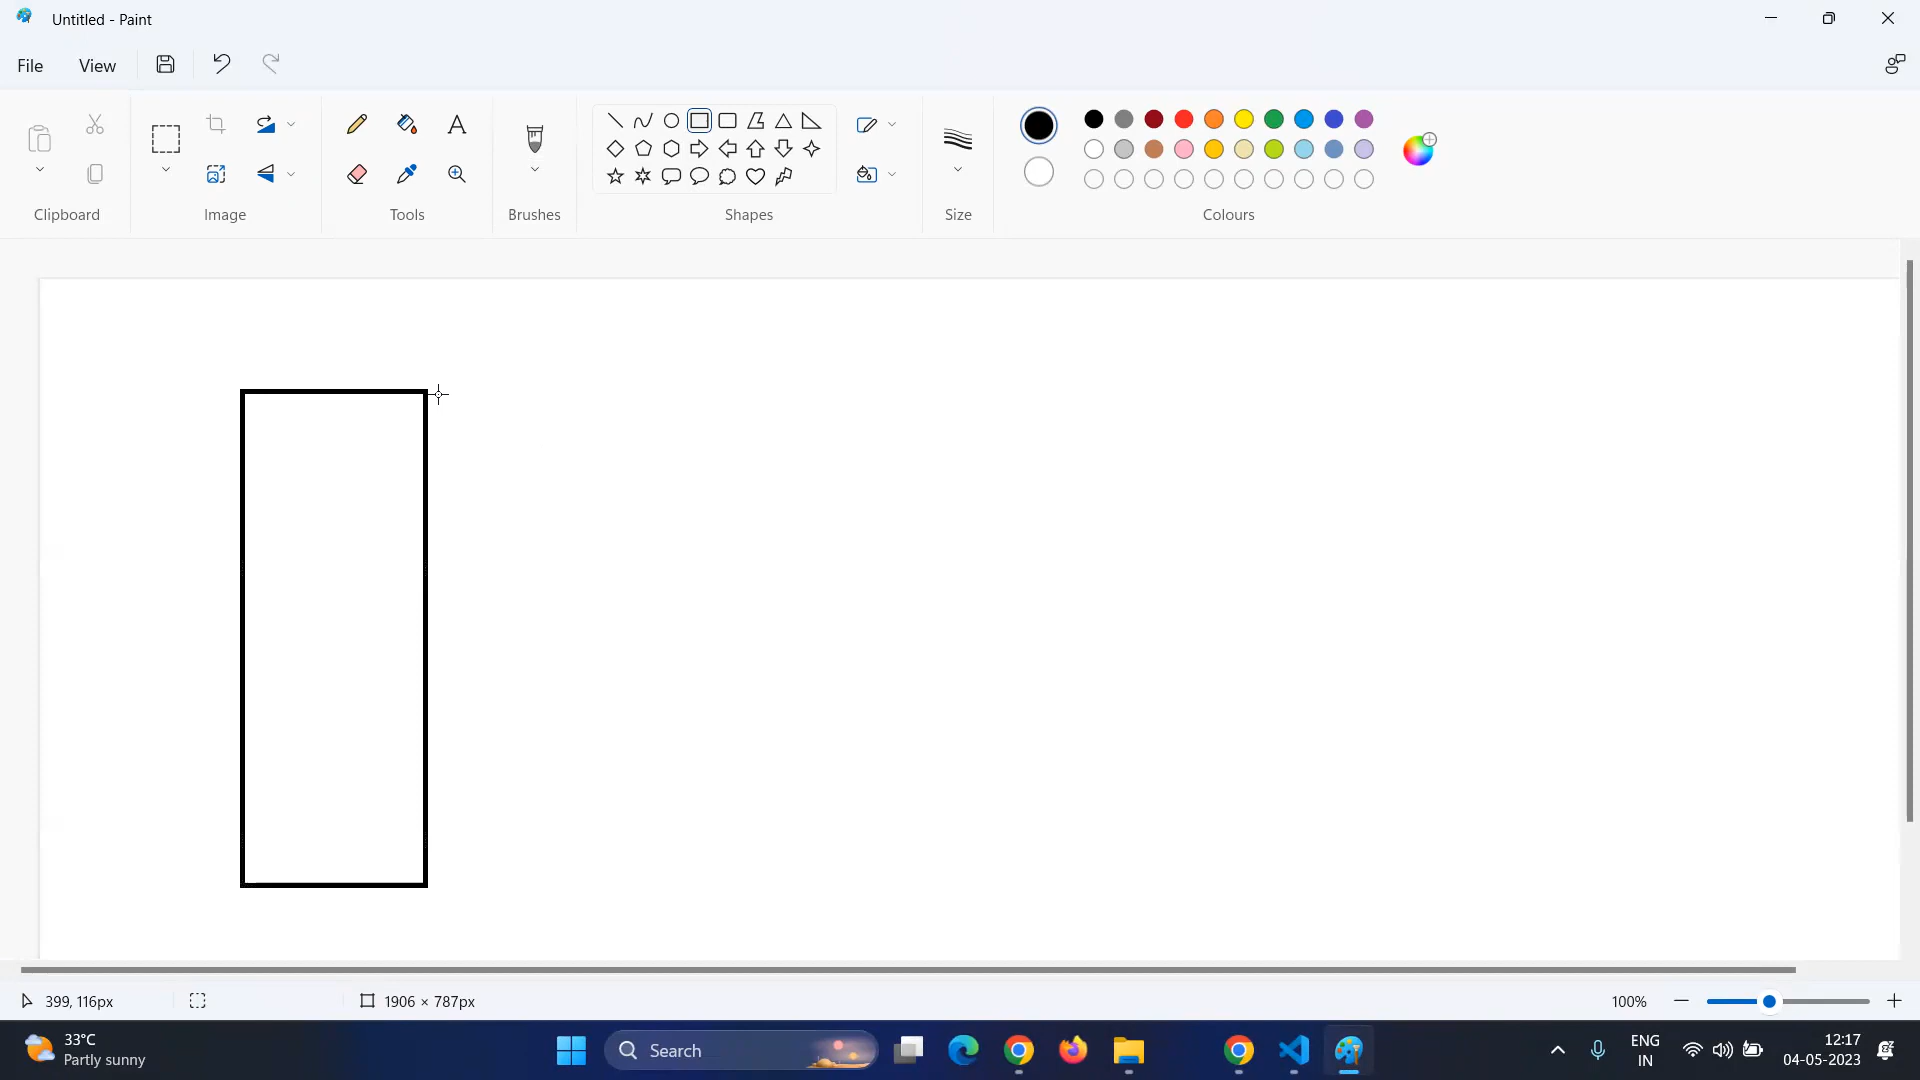 Untitled - Paint
File
View
Clipboard
Image
Tools
Brushes
Shapes
Size
Colours
399, 116px
1906 × 787px
100%
33°C
Partly sunny
Search
ENG
IN
12:17
04-05-2023